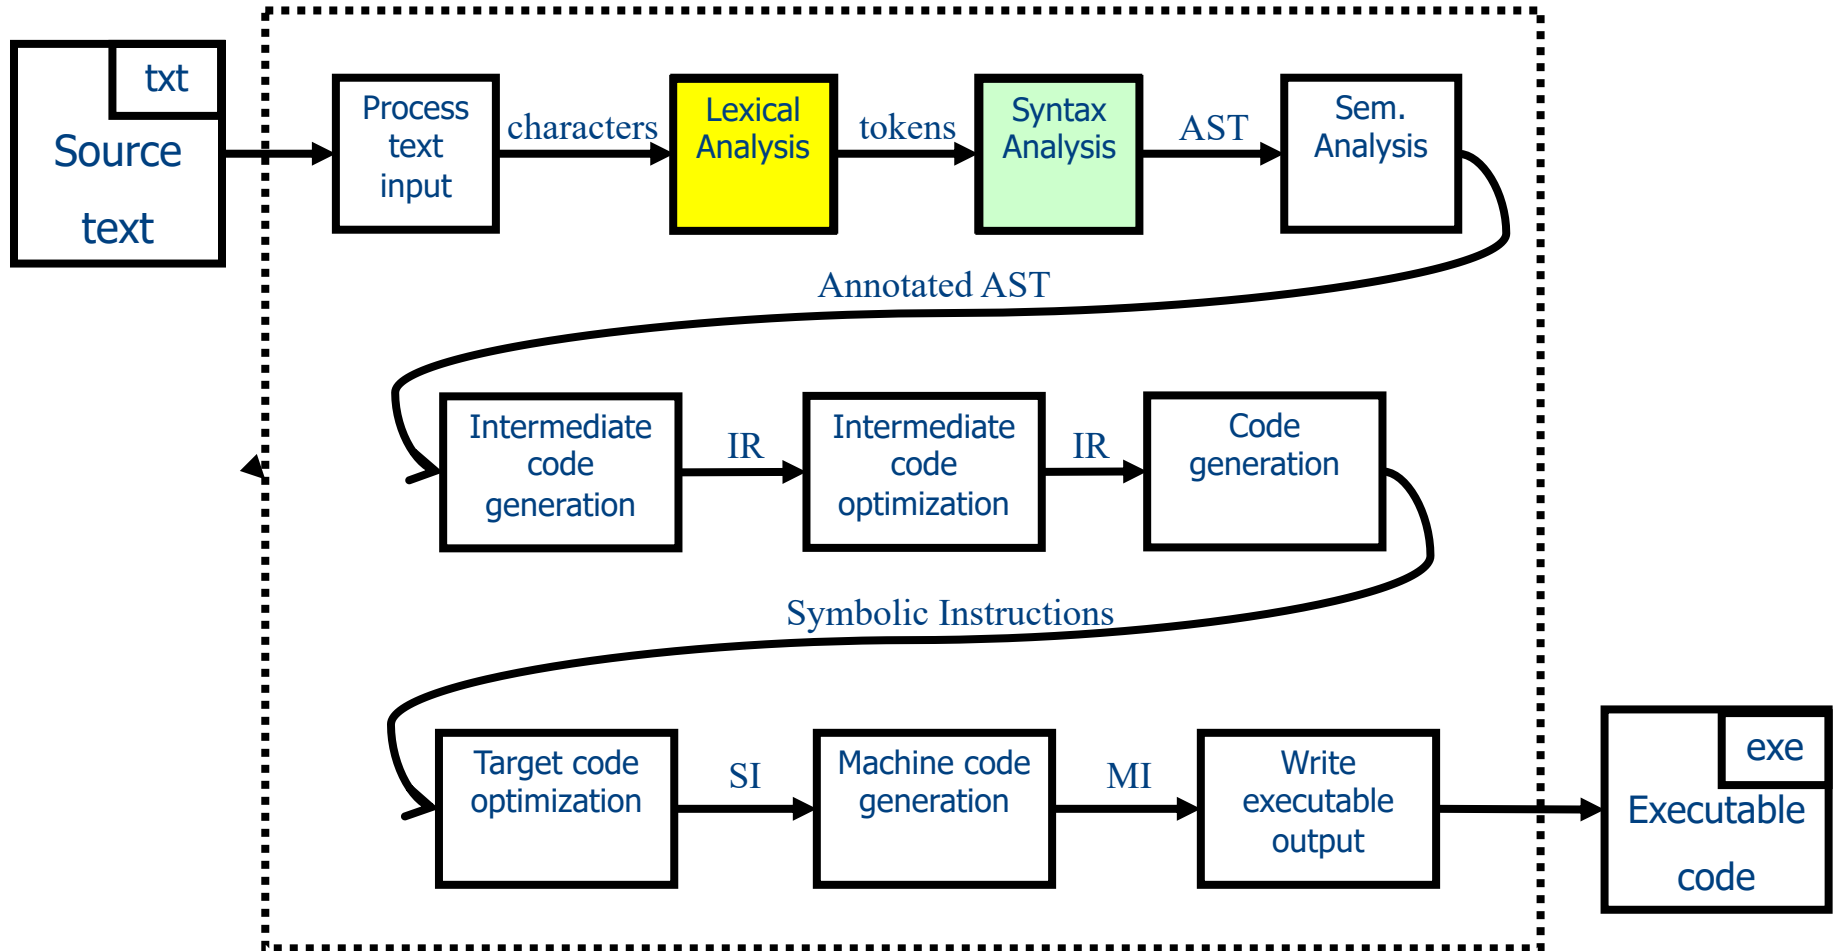 txt
Source
text
Process
text
input
characters
Lexical
Analysis
tokens
Syntax
Analysis
AST
Sem.
Analysis
Annotated AST
Intermediate
code
generation
IR
Intermediate
code
optimization
IR
Code
generation
Symbolic Instructions
Target code
optimization
SI
Machine code
generation
MI
Write
executable
output
exe
Executable
code